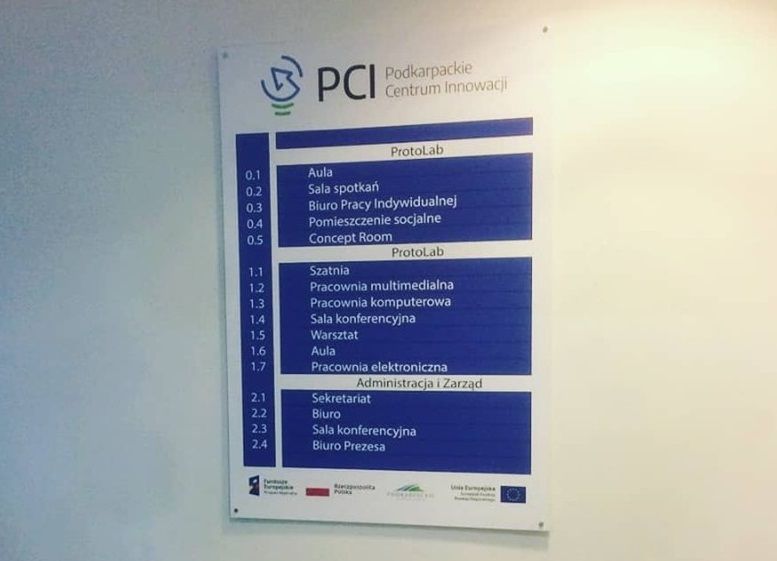 PCI Podkarpackie
Centrum Innowacji
ProtoLab
0.1 Aula
0.2 Sala spotkań
0.3 Biuro Pracy Indywidualnej
0.4 Pomieszczenie socjalne
0.5 Concept Room
ProtoLab
1.1 Szatnia
1.2 Pracownia multimedialna
1.3 Pracownia komputerowa
1.4 Sala konferencyjna
1.5 Warsztat
1.6 Aula
1.7 Pracownia elektroniczna
Administracja i Zarząd
2.1 Sekretariat
2.2 Biuro
2.3 Sala konferencyjna
2.4 Biuro Prezesa
Fundusze
Europejskie
Rzeczpospolita
Polska
PODKARPACKIE
Unia Europejska